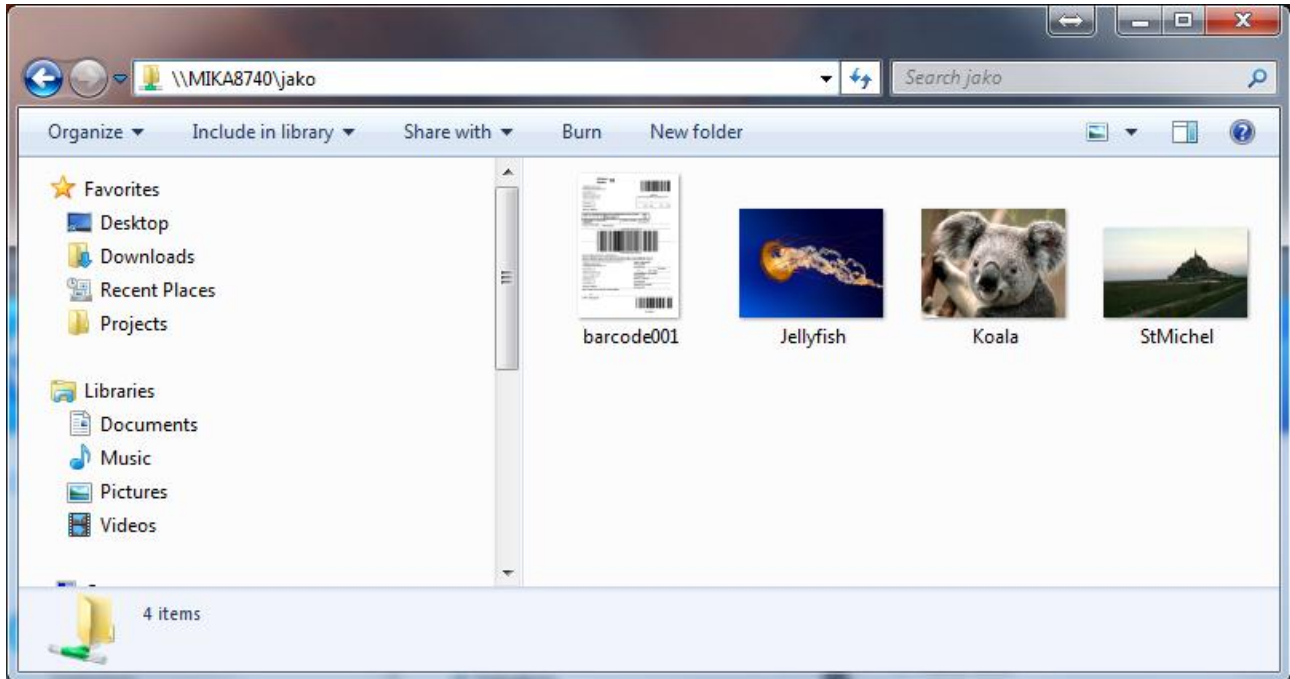 \\MIKA8740\jako
Search jako
Organize Include in library Share with Burn New folder
Favorites
Desktop
Downloads
Recent Places
Projects
Libraries
Documents
Music
Pictures
Videos
barcode001 Jellyfish Koala StMichel
4 items